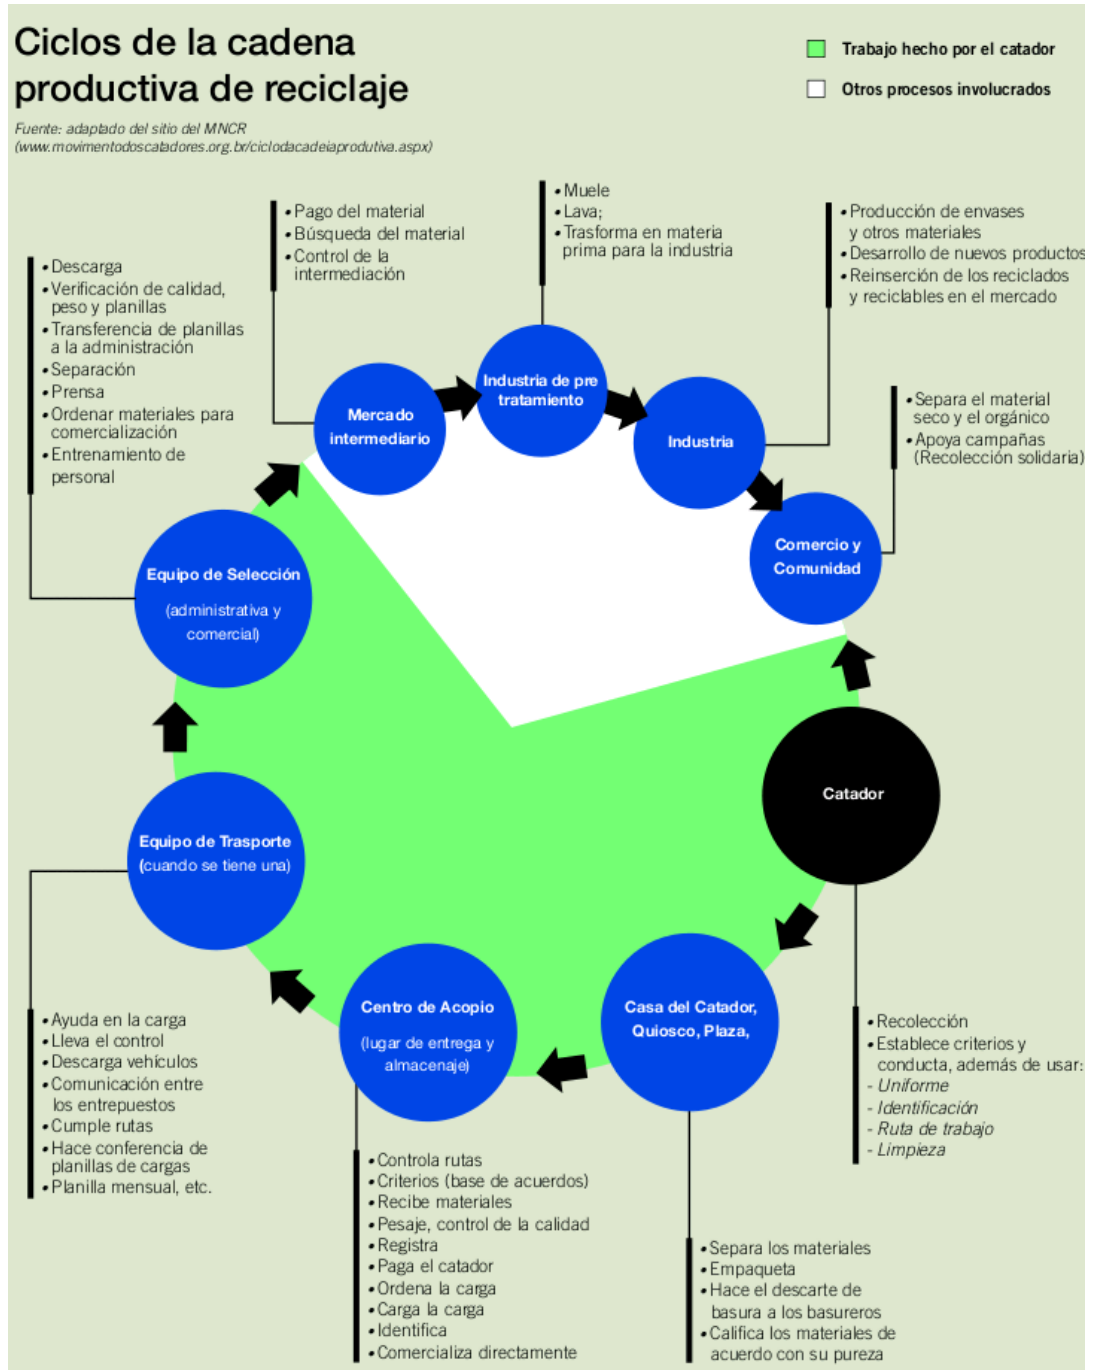 Ciclos de la cadena
productiva de reciclaje
Fuente: adaptado del sitio del MNCR
(www.movimentodoscatadores.org.br/ciclodacadeiaprodutiva.aspx)
Trabajo hecho por el catador
Otros procesos involucrados
• Descarga
• Verificación de calidad,
peso y planillas
• Transferencia de planillas
a la administración
• Separación
• Prensa
• Ordenar materiales para
comercialización
• Entrenamiento de
personal
• Pago del material
• Búsqueda del material
• Control de la
intermediación
• Muele
• Lava;
• Trasforma en materia
prima para la industria
• Producción de envases
y otros materiales
• Desarrollo de nuevos productos
• Reinserción de los reciclados
y reciclables en el mercado
• Separa el material
seco y el orgánico
• Apoya campañas
(Recolección solidaria)
Mercado
intermediario
Industria de pre
tratamiento
Industria
Comercio y
Comunidad
Equipo de Selección
(administrativa y
comercial)
Catador
Equipo de Trasporte
(cuando se tiene una)
Centro de Acopio
(lugar de entrega y
almacenaje)
Casa del Catador,
Quiosco, Plaza,
• Ayuda en la carga
• Lleva el control
• Descarga vehículos
• Comunicación entre
los entrepuestos
• Cumple rutas
• Hace conferencia de
planillas de cargas
• Planilla mensual, etc.
• Controla rutas
• Criterios (base de acuerdos)
• Recibe materiales
• Pesaje, control de la calidad
• Registra
• Paga el catador
• Ordena la carga
• Carga la carga
• Identifica
• Comercializa directamente
• Separa los materiales
• Empaqueta
• Hace el descarte de
basura a los basureros
• Califica los materiales de
acuerdo con su pureza
• Recolección
• Establece criterios y
conducta, además de usar:
- Uniforme
- Identificación
- Ruta de trabajo
- Limpieza